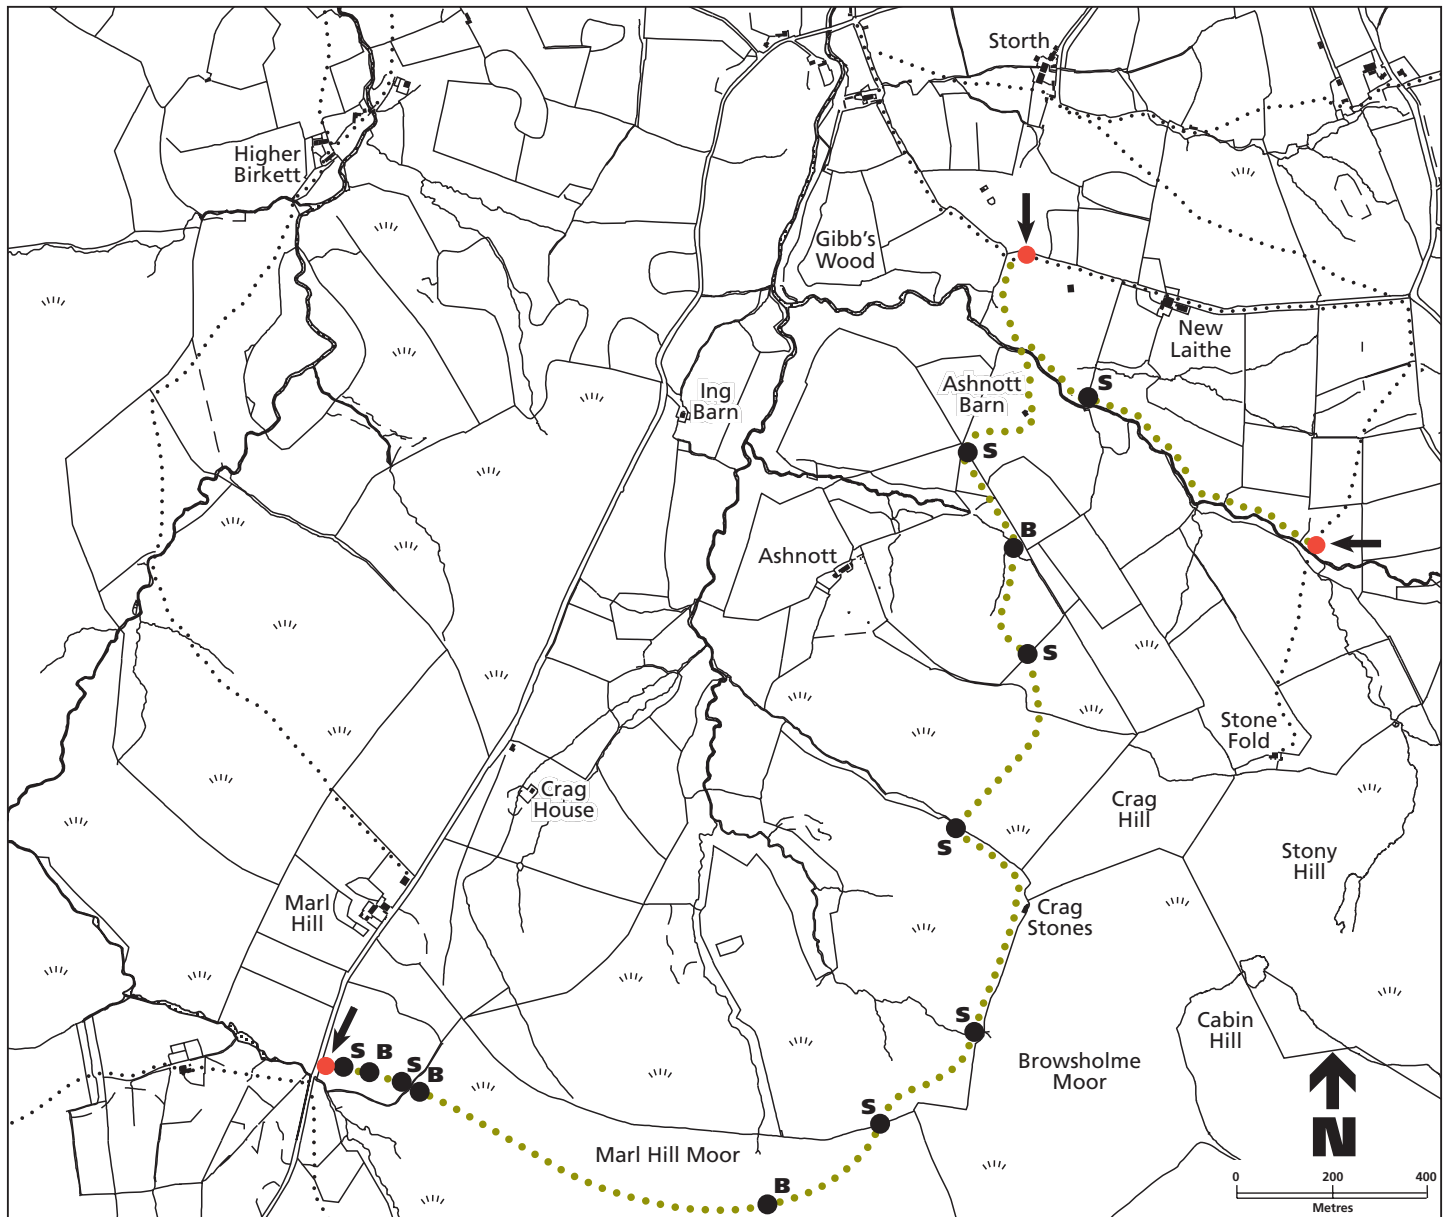 Storth
Higher
Birkett
Gibb's
Wood
New
Laithe
Ing
Barn
Ashnott
Barn
S
S
B
Ashnott
S
Stone
Fold
Crag
House
Crag
Hill
S
Stony
Hill
Marl
Hill
Crag
Stones
S
Cabin
Hill
S
B
S
B
Browsholme
Moor
S
Marl Hill Moor
B
N
0
200
400
Metres